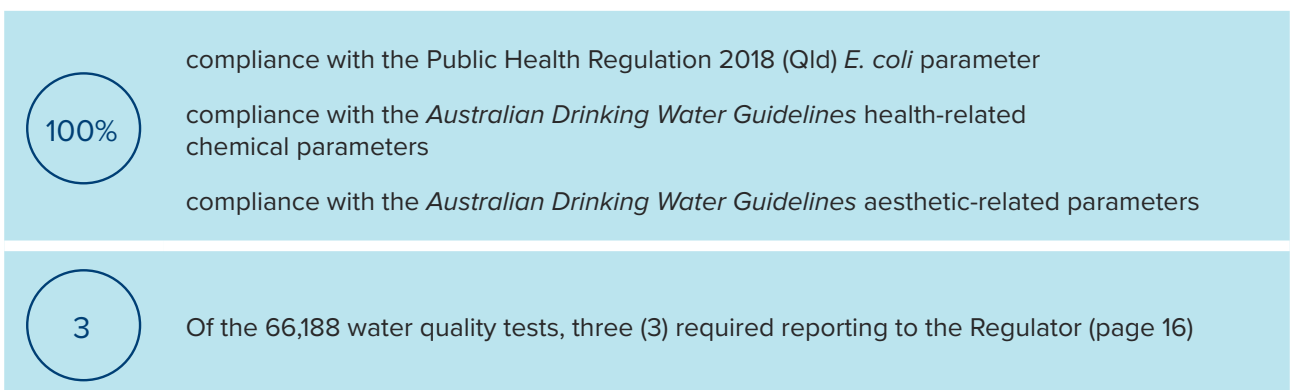 100%
compliance with the Public Health Regulation 2018 (Qld) E. coli parameter
compliance with the Australian Drinking Water Guidelines health-related
chemical parameters
compliance with the Australian Drinking Water Guidelines aesthetic-related parameters
3
Of the 66,188 water quality tests, three (3) required reporting to the Regulator (page 16)